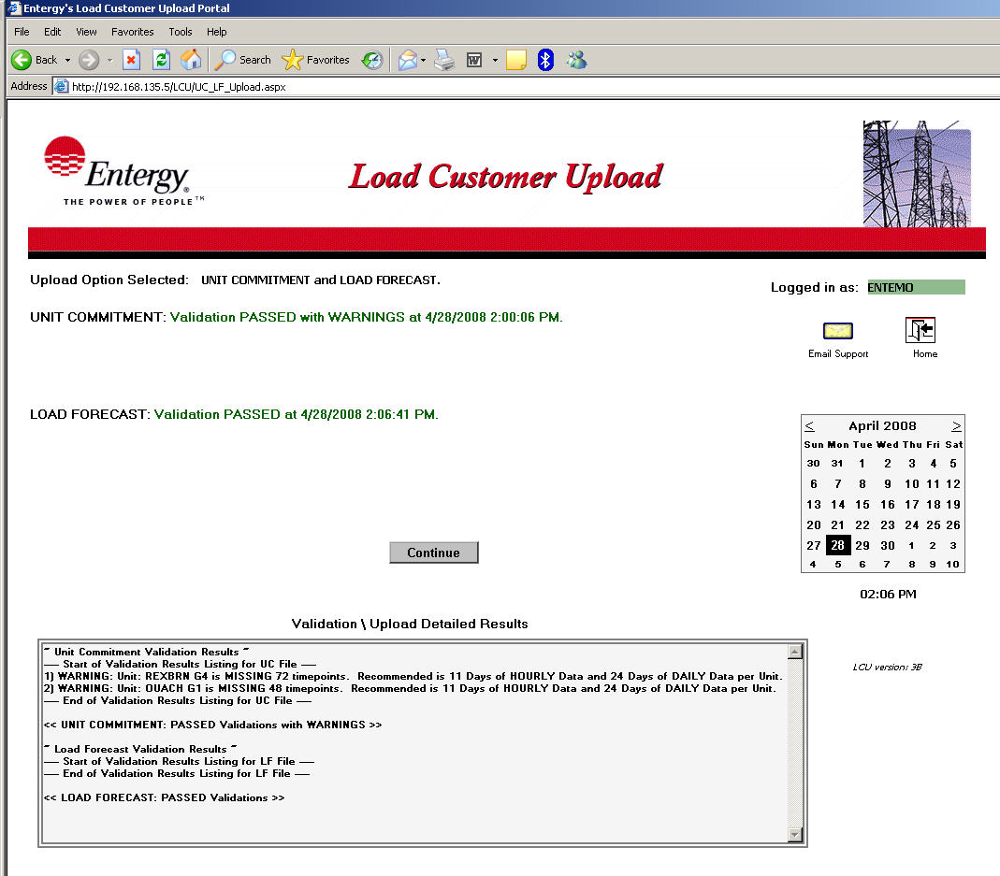 Entergy's Load Customer Upload Portal
File Edit View Favorites Tools Help
Back Search Favorites
Address http://192.168.135.5/LCU/UC_LF_Upload.aspx
Entergy®
THE POWER OF PEOPLE™
Load Customer Upload
Upload Option Selected: UNIT COMMITMENT and LOAD FORECAST.
Logged in as: ENTEMO
UNIT COMMITMENT: Validation PASSED with WARNINGS at 4/28/2008 2:00:06 PM.
Email Support Home
LOAD FORECAST: Validation PASSED at 4/28/2008 2:06:41 PM.
< April 2008 >
Sun Mon Tue Wed Thu Fri Sat
30 31 1 2 3 4 5
6 7 8 9 10 11 12
13 14 15 16 17 18 19
20 21 22 23 24 25 26
27 28 29 30 1 2 3
4 5 6 7 8 9 10
Continue
02:06 PM
Validation \ Upload Detailed Results
~ Unit Commitment Validation Results ~
---- Start of Validation Results Listing for UC File ----
1) WARNING: Unit: REXBRN G4 is MISSING 72 timepoints. Recommended is 11 Days of HOURLY Data and 24 Days of DAILY Data per Unit.
2) WARNING: Unit: OUACH G1 is MISSING 48 timepoints. Recommended is 11 Days of HOURLY Data and 24 Days of DAILY Data per Unit.
---- End of Validation Results Listing for UC File ----
<< UNIT COMMITMENT: PASSED Validations with WARNINGS >>
~ Load Forecast Validation Results ~
---- Start of Validation Results Listing for LF File ----
---- End of Validation Results Listing for LF File ----
<< LOAD FORECAST: PASSED Validations >>
LCU version: 3B